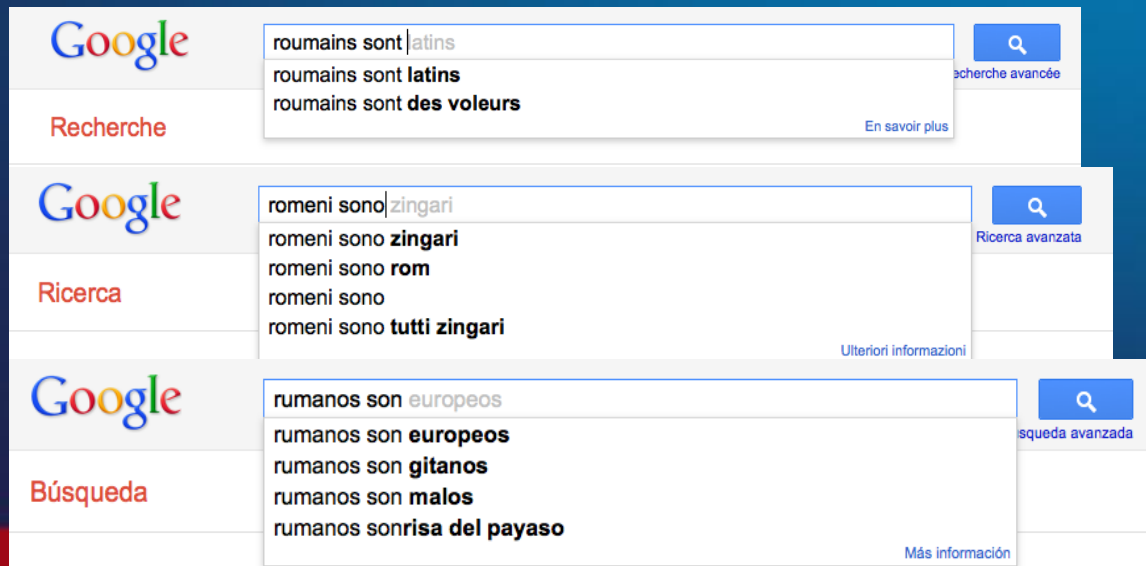 Google
roumains sont latins
echerche avancée
roumains sont latins
roumains sont des voleurs
En savoir plus
Recherche
Google
romeni sono zingari
Ricerca avanzata
romeni sono zingari
romeni sono rom
romeni sono
romeni sono tutti zingari
Ulteriori informazioni
Ricerca
Google
rumanos son europeos
squeda avanzada
rumanos son europeos
rumanos son gitanos
rumanos son malos
rumanos sonrisa del payaso
Más información
Búsqueda